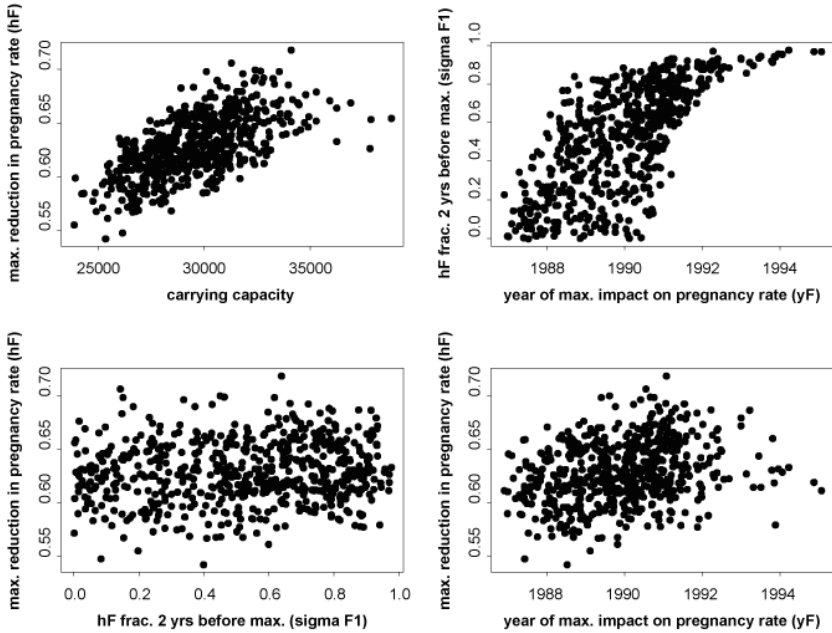 max. reduction in pregnancy rate (hF)
0.70
0.65
0.60
0.55
25000 30000 35000
carrying capacity
hF frac. 2 yrs before max. (sigma F1)
1.0
0.8
0.6
0.4
0.2
0.0
1988 1990 1992 1994
year of max. impact on pregnancy rate (yF)
max. reduction in pregnancy rate (hF)
0.70
0.65
0.60
0.55
0.0 0.2 0.4 0.6 0.8 1.0
hF frac. 2 yrs before max. (sigma F1)
max. reduction in pregnancy rate (hF)
0.70
0.65
0.60
0.55
1988 1990 1992 1994
year of max. impact on pregnancy rate (yF)